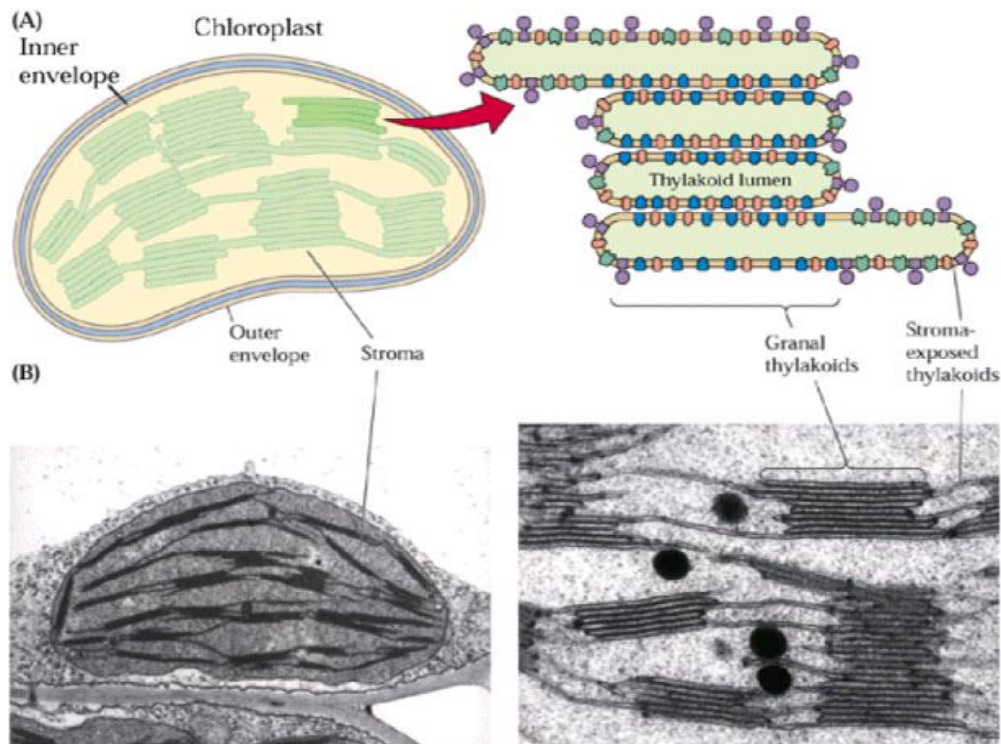 (A)
Chloroplast
Inner
envelope
Thylakoid lumen
Outer
envelope
Stroma
Granal
thylakoids
Stroma-
exposed
thylakoids
(B)